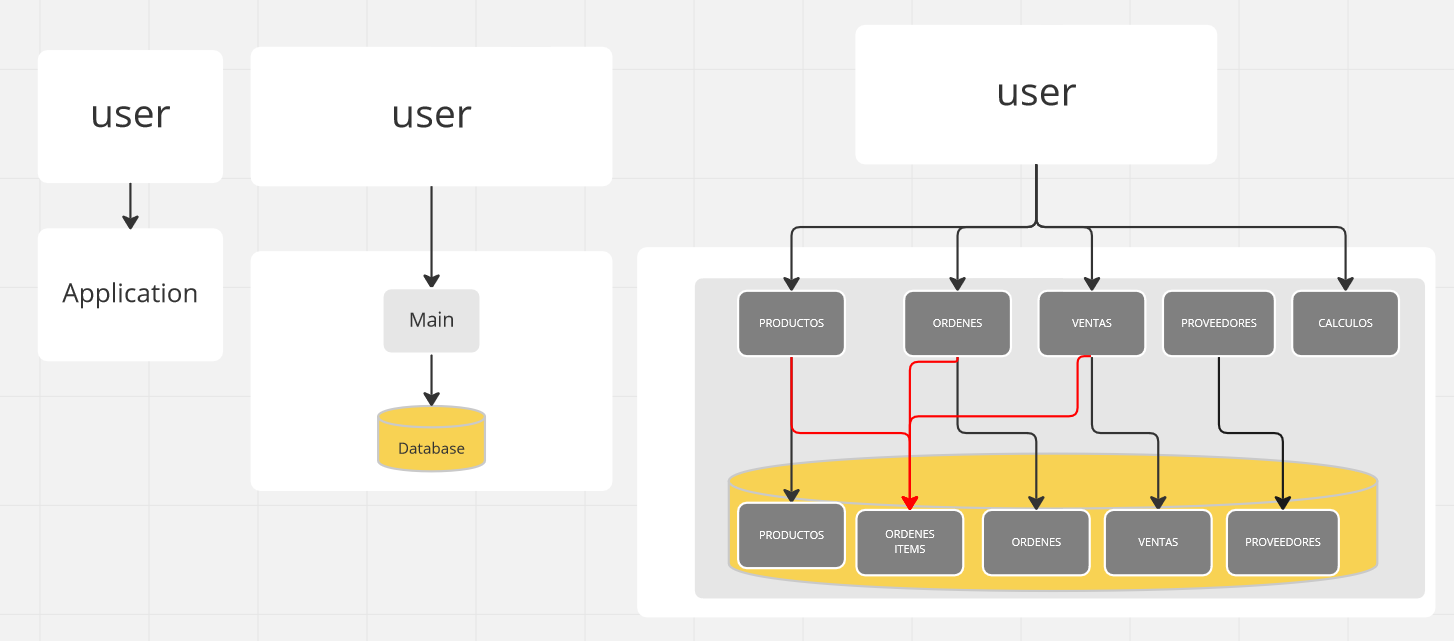 user
Application
user
Main
Database
user
PRODUCTOS
ORDENES
VENTAS
PROVEEDORES
CALCULOS
PRODUCTOS
ORDENES
ITEMS
ORDENES
VENTAS
PROVEEDORES